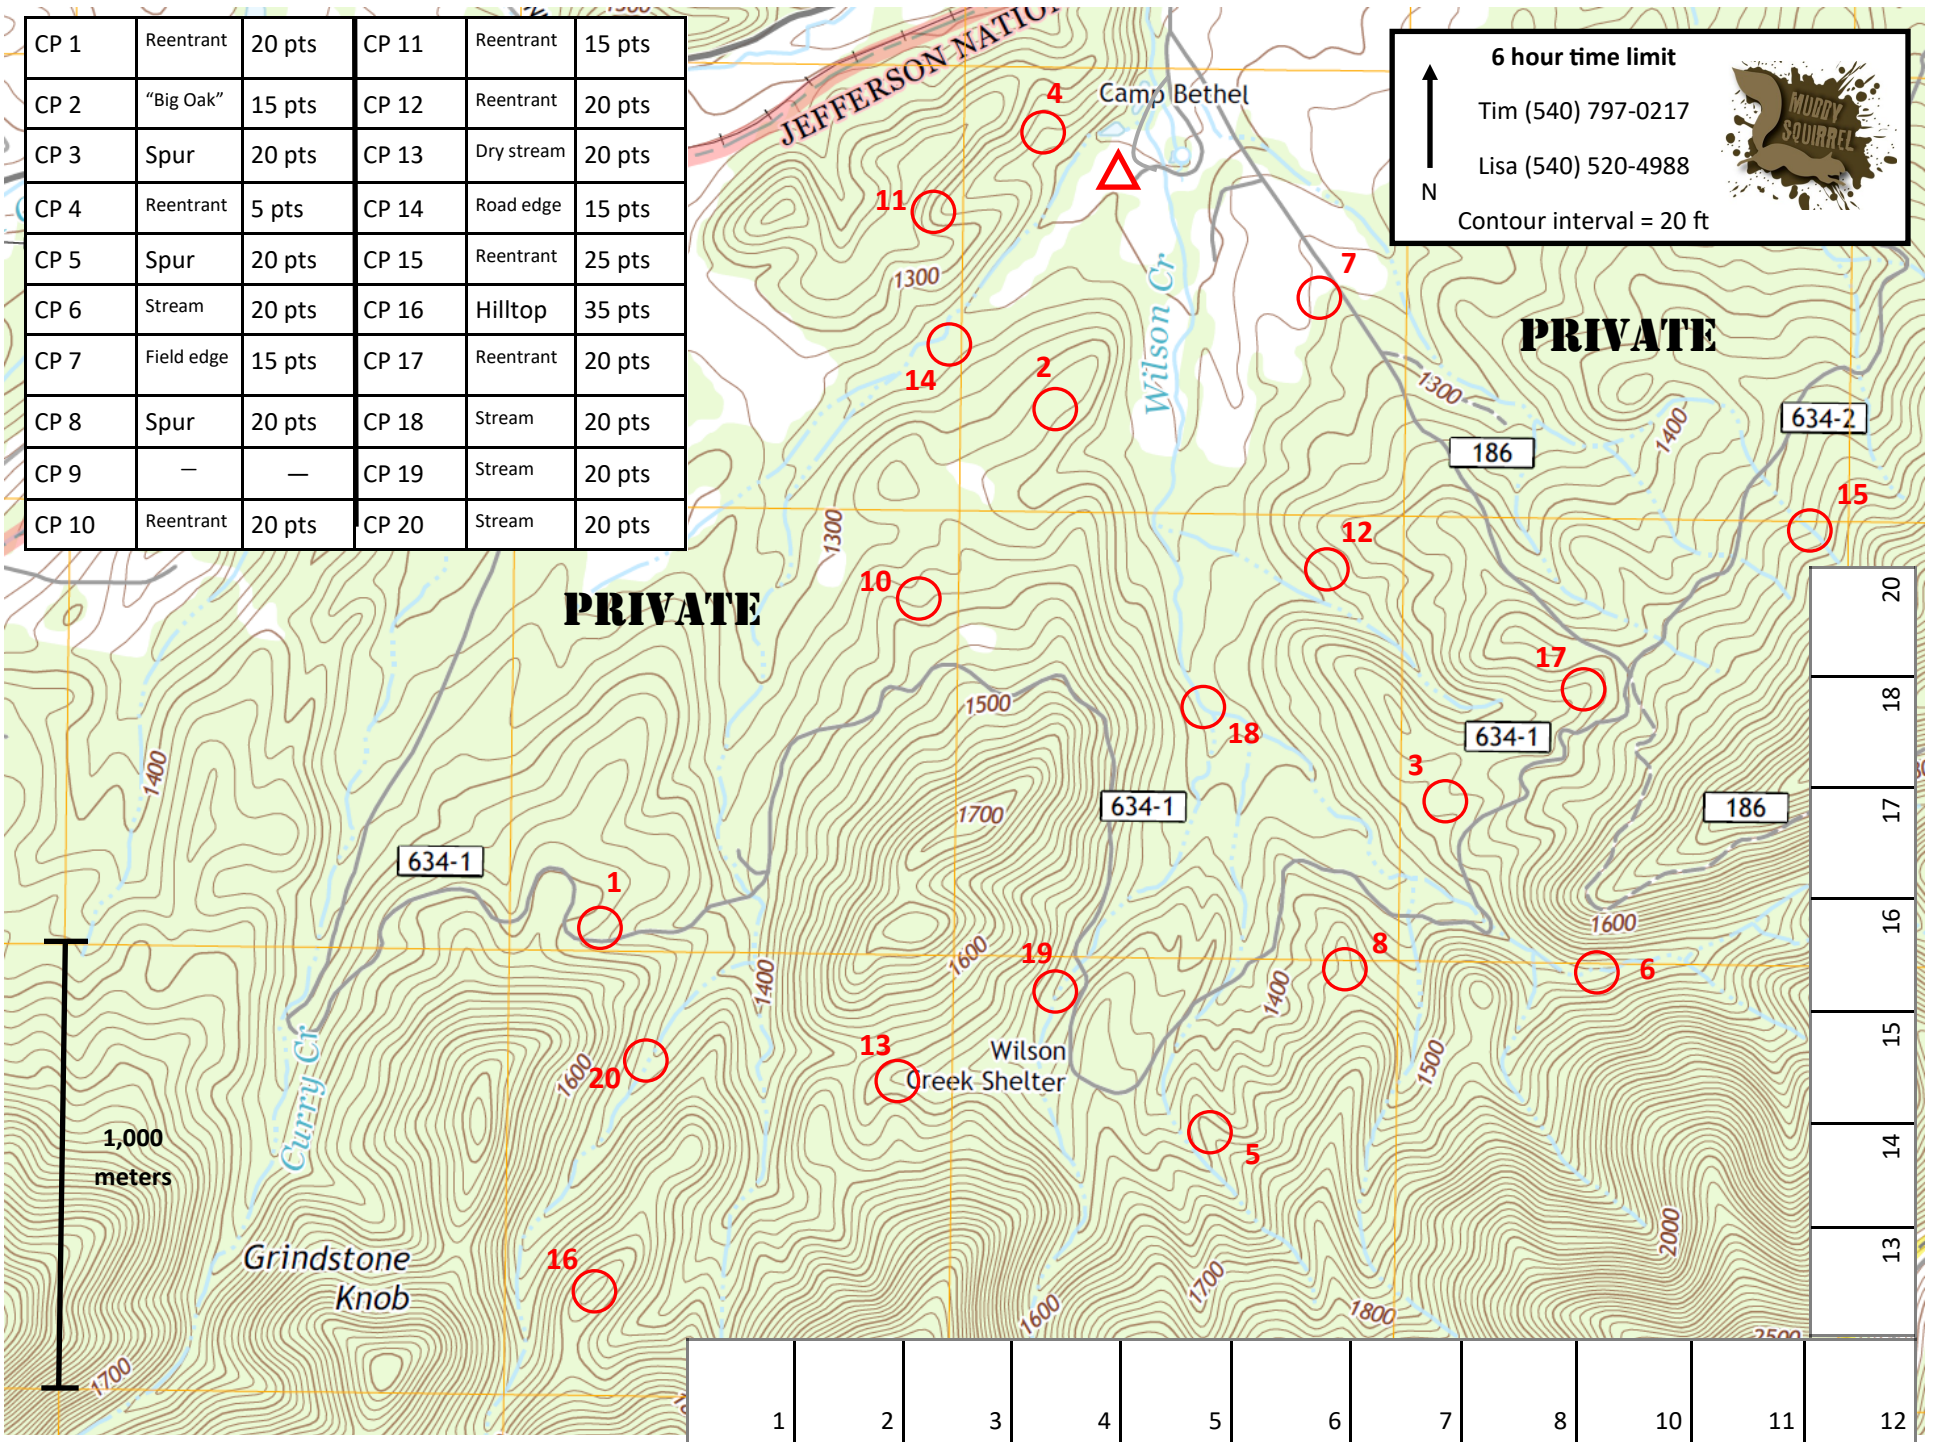 CP 1 Reentrant 20 pts CP 11 Reentrant 15 pts
CP 2 “Big Oak” 15 pts CP 12 Reentrant 20 pts
CP 3 Spur 20 pts CP 13 Dry stream 20 pts
CP 4 Reentrant 5 pts CP 14 Road edge 15 pts
CP 5 Spur 20 pts CP 15 Reentrant 25 pts
CP 6 Stream 20 pts CP 16 Hilltop 35 pts
CP 7 Field edge 15 pts CP 17 Reentrant 20 pts
CP 8 Spur 20 pts CP 18 Stream 20 pts
CP 9 — — CP 19 Stream 20 pts
CP 10 Reentrant 20 pts CP 20 Stream 20 pts
6 hour time limit
Tim (540) 797-0217
Lisa (540) 520-4988
N
Contour interval = 20 ft
MUDDY
SQUIRREL
JEFFERSON
4
Camp Bethel
11
1300
7
Wilson Cr
PRIVATE
14
2
1300
1400
634-2
186
15
1300
12
10
PRIVATE
17
1500
18
634-1
1400
3
1700
634-1
186
634-1
1
1600
1600
19
8
6
1400
1400
13
Wilson
Creek Shelter
1600
20
1500
Curry Cr
5
1,000
meters
2000
Grindstone
Knob
16
1700
1600
1800
2500
1700
20
18
17
16
15
14
13
1 2 3 4 5 6 7 8 10 11 12